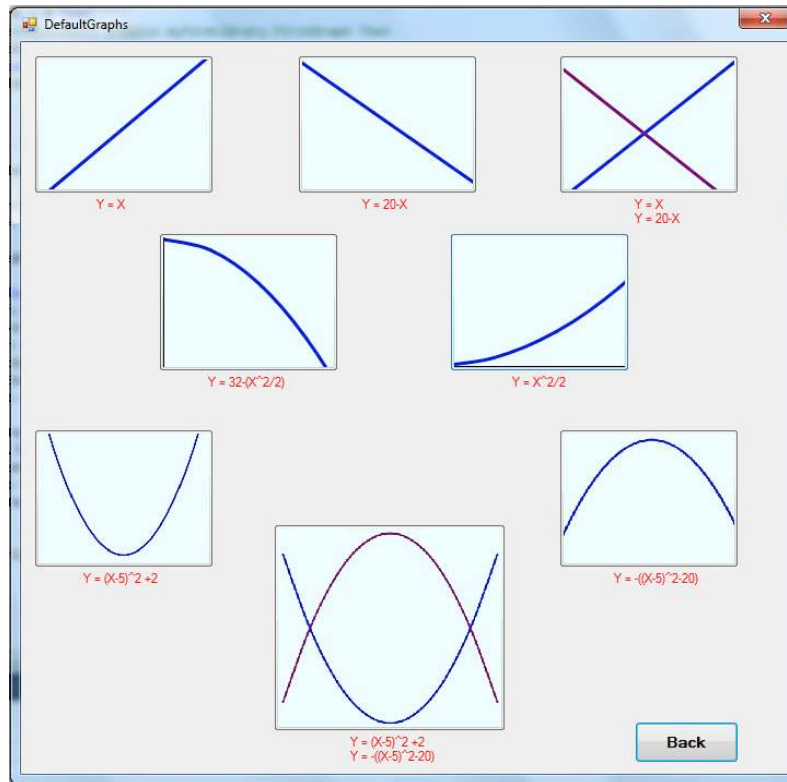 DefaultGraphs
Y = X
Y = 20-X
Y = X
Y = 20-X
Y = 32-(X^2/2)
Y = X^2/2
Y = (X-5)^2 +2
Y = -((X-5)^2-20)
Y = (X-5)^2 +2
Y = -((X-5)^2-20)
Back